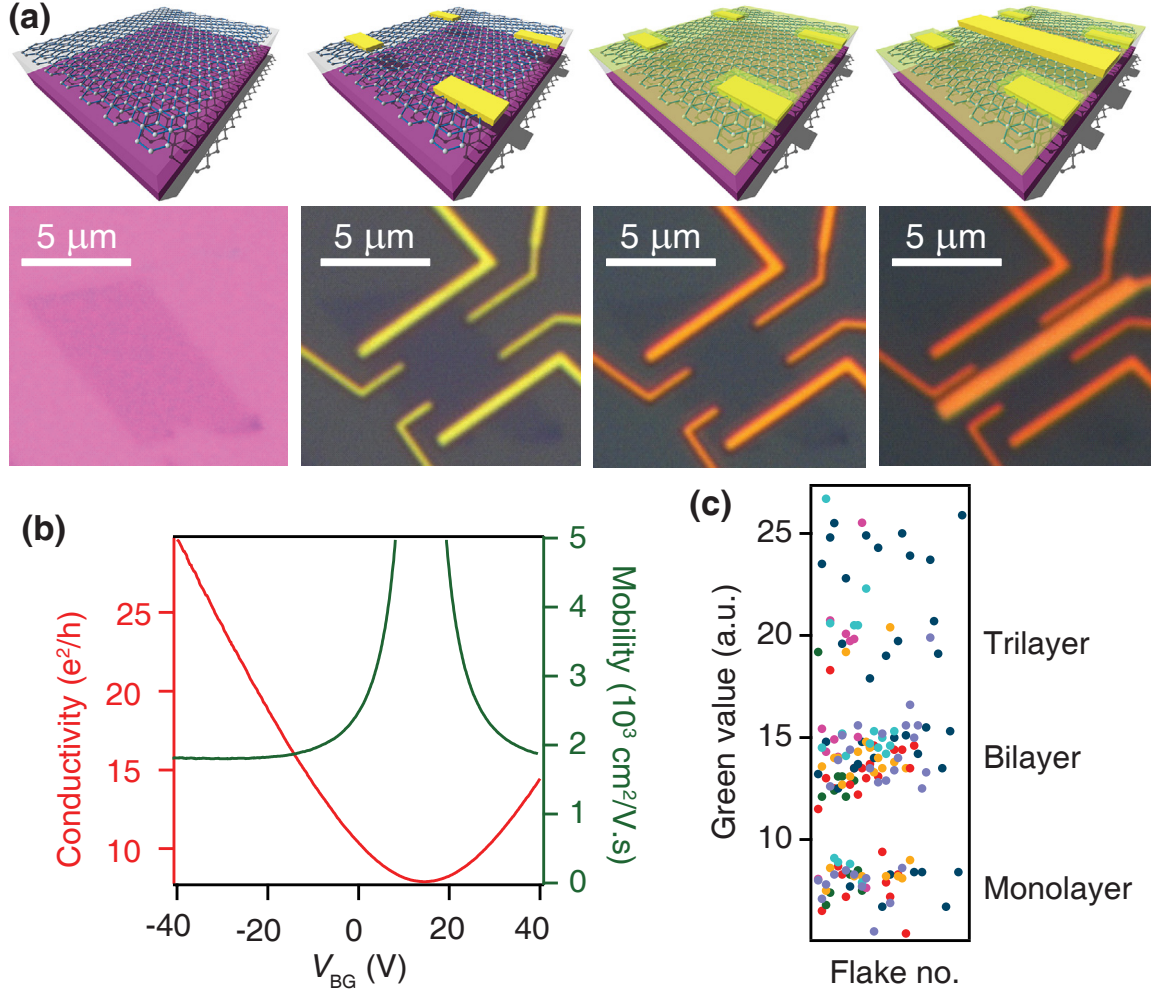 (a)
5 μm
5 μm
5 μm
5 μm
(b)
Conductivity (e²/h)
25
20
15
10
5
4
3
2
1
0
Mobility (10³ cm²/V.s)
-40
-20
0
20
40
V_BG (V)
(c)
Green value (a.u.)
25
20
15
10
Trilayer
Bilayer
Monolayer
Flake no.